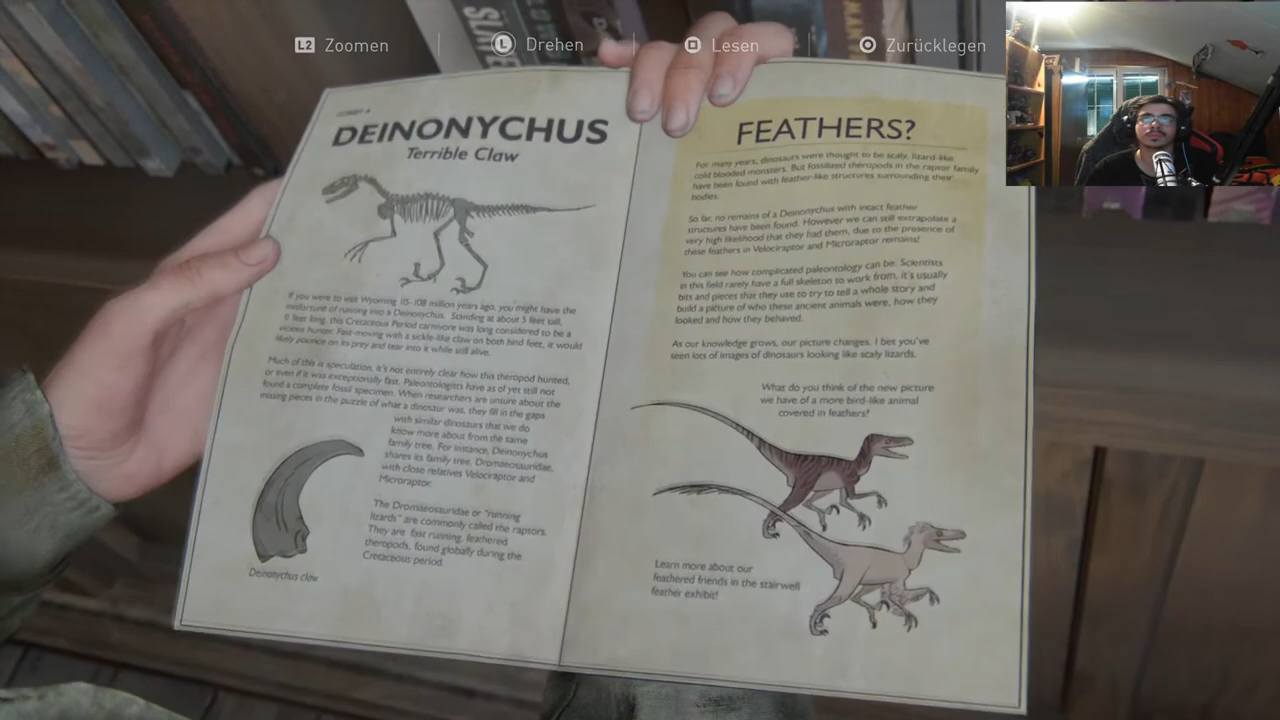 L2 Zoomen
L Drehen
Lesen
Zurücklegen
DEINONYCHUS
Terrible Claw
If you were to visit Wyoming 115-108 million years ago, you might have the
misfortune of running into a Deinonychus. Standing at about 5 feet tall,
11 feet long, this Cretaceous Period carnivore was long considered to be a
vicious hunter. Fast-moving with a sickle-like claw on both hind feet, it would
likely pounce on its prey and tear into it while still alive.
Much of this is speculation, it's not entirely clear how this theropod hunted,
or even if it was exceptionally fast. Paleontologists have as of yet still not
found a complete fossil specimen. When researchers are unsure about the
missing pieces in the puzzle of what a dinosaur was, they fill in the gaps
with similar dinosaurs that we do
know more about from the same
family tree. For instance, Deinonychus
shares its family tree, Dromaeosauridae,
with close relatives Velociraptor and
Microraptor.
The Dromaeosauridae or "running
lizards" are commonly called the raptors.
They are fast running, feathered
theropods, found globally during the
Cretaceous period.
Deinonychus claw
FEATHERS?
For many years, dinosaurs were thought to be scaly, lizard-like
cold blooded monsters. But fossilized theropods in the raptor family
have been found with feather-like structures surrounding their
bodies.
So far, no remains of a Deinonychus with intact feather
structures have been found. However we can still extrapolate a
very high likelihood that they had them, due to the presence of
these feathers in Velociraptor and Microraptor remains!
You can see how complicated paleontology can be. Scientists
in this field rarely have a full skeleton to work from, it's usually
bits and pieces that they use to try to tell a whole story and
build a picture of who these ancient animals were, how they
looked and how they behaved.
As our knowledge grows, our picture changes. I bet you've
seen lots of images of dinosaurs looking like scaly lizards.
What do you think of the new picture
we have of a more bird-like animal
covered in feathers?
Learn more about our
feathered friends in the stairwell
feather exhibit!